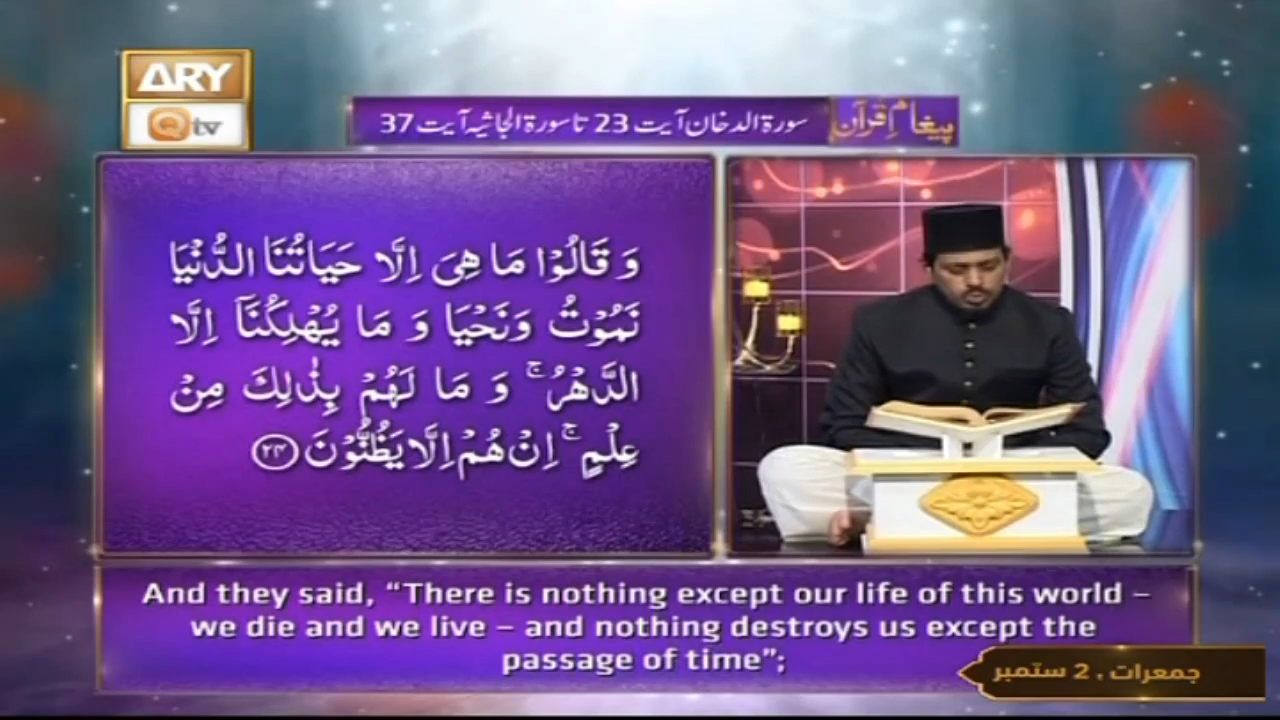 ARY
Qtv
پیغام قرآن
سورۃ الدخان آیت 23 تا سورۃ الجاثیہ آیت 37
وَ قَالُوْا مَا هِیَ اِلَّا حَیَاتُنَا الدُّنْیَا
نَمُوْتُ وَنَحْیَا وَ مَا یُهْلِكُنَاۤ اِلَّا
الدَّهْرُ ۚ وَ مَا لَهُمْ بِذٰلِكَ مِنْ
عِلْمٍ ۚ اِنْ هُمْ اِلَّا یَظُنُّوْنَ ﴿۲۴﴾
And they said, “There is nothing except our life of this world –
we die and we live – and nothing destroys us except the
passage of time”;
جمعرات , 2 ستمبر